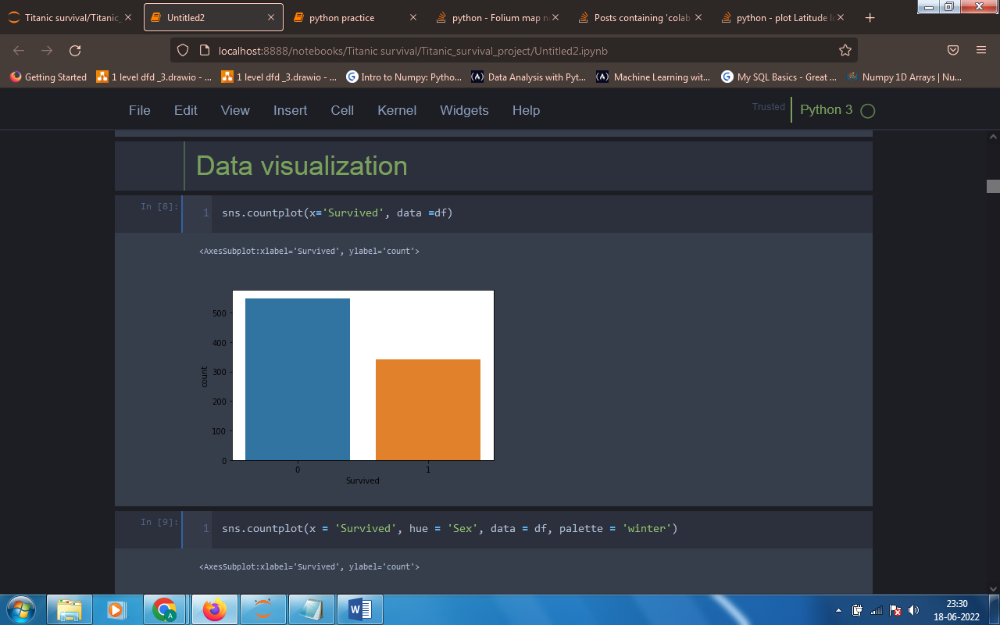 Titanic survival/Titanic_
Untitled2
python practice
python - Folium map n
Posts containing 'colab
python - plot Latitude l
localhost:8888/notebooks/Titanic survival/Titanic_survival_project/Untitled2.ipynb
Getting Started
1 level dfd _3.drawio - ...
1 level dfd _3.drawio - ...
Intro to Numpy: Pytho...
Data Analysis with Pyt...
Machine Learning wit...
My SQL Basics - Great ...
Numpy 1D Arrays | Nu...
File Edit View Insert Cell Kernel Widgets Help
Trusted
Python 3
Data visualization
In [8]:
1 sns.countplot(x='Survived', data =df)
<AxesSubplot:xlabel='Survived', ylabel='count'>
500
400
300
200
100
0
count
0 1
Survived
In [9]:
1 sns.countplot(x = 'Survived', hue = 'Sex', data = df, palette = 'winter')
<AxesSubplot:xlabel='Survived', ylabel='count'>
A
W
23:30
18-06-2022